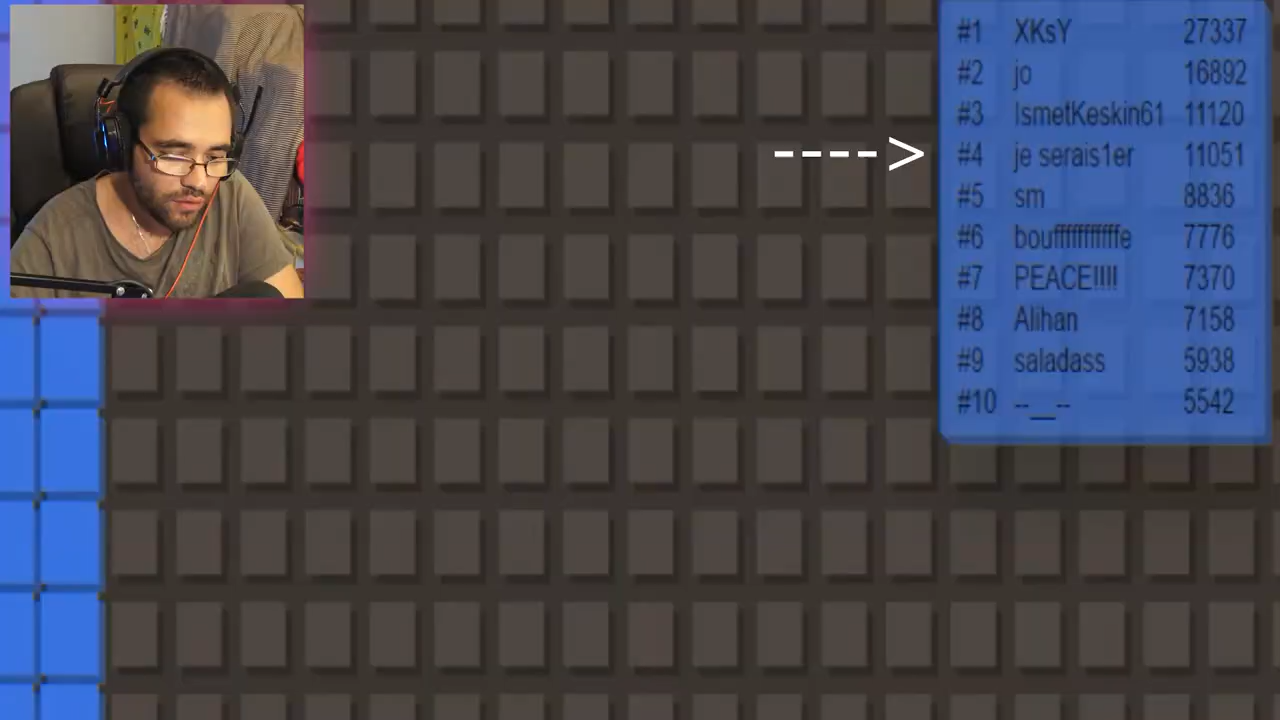 #1 XKsY 27337
#2 jo 16892
#3 IsmetKeskin61 11120
----> #4 je serais1er 11051
#5 sm 8836
#6 boufffffffffffe 7776
#7 PEACE!!!! 7370
#8 Alihan 7158
#9 saladass 5938
#10 --__-- 5542